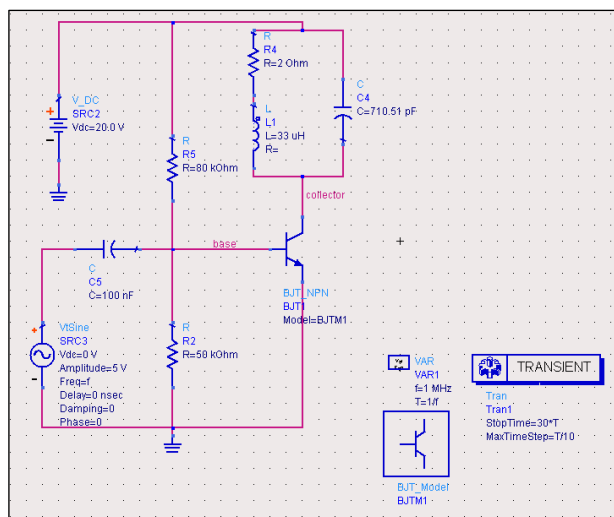 R
R4
R=2 Ohm
C
C4
C=710.51 pF
V_DC
SRC2
Vdc=20.0 V
+
-
L
L1
L=33 uH
R=
R
R5
R=80 kOhm
collector
base
C
C5
C=100 nF
BJT_NPN
BJT1
Model=BJTM1
+
-
VtSine
SRC3
Vdc=0 V
Amplitude=5 V
Freq=f
Delay=0 nsec
Damping=0
Phase=0
R
R2
R=50 kOhm
VAR
VAR1
f=1 MHz
T=1/f
TRANSIENT
Tran
Tran1
StopTime=30*T
MaxTimeStep=T/10
BJT_Model
BJTM1